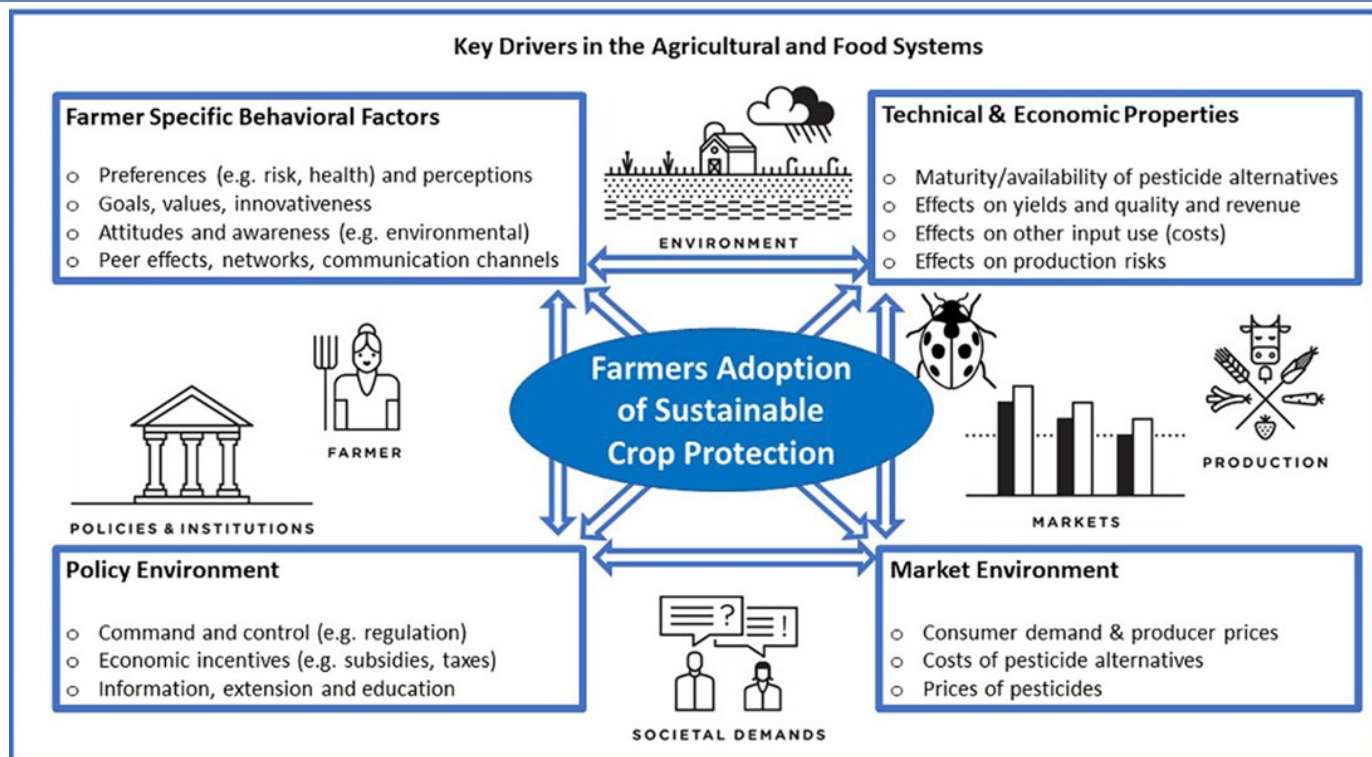 Key Drivers in the Agricultural and Food Systems
Farmer Specific Behavioral Factors
o Preferences (e.g. risk, health) and perceptions
o Goals, values, innovativeness
o Attitudes and awareness (e.g. environmental)
o Peer effects, networks, communication channels
ENVIRONMENT
Technical & Economic Properties
o Maturity/availability of pesticide alternatives
o Effects on yields and quality and revenue
o Effects on other input use (costs)
o Effects on production risks
POLICIES & INSTITUTIONS
FARMER
Farmers Adoption
of Sustainable
Crop Protection
MARKETS
PRODUCTION
Policy Environment
o Command and control (e.g. regulation)
o Economic incentives (e.g. subsidies, taxes)
o Information, extension and education
?
!
SOCIETAL DEMANDS
Market Environment
o Consumer demand & producer prices
o Costs of pesticide alternatives
o Prices of pesticides